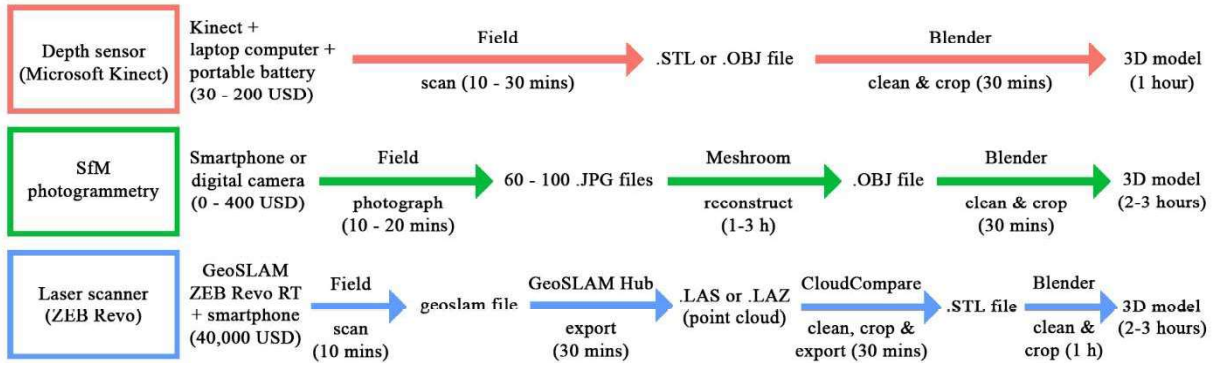 Depth sensor
(Microsoft Kinect)
Kinect +
laptop computer +
portable battery
(30 - 200 USD)
Field
scan (10 - 30 mins)
.STL or .OBJ file
Blender
clean & crop (30 mins)
3D model
(1 hour)
SfM
photogrammetry
Smartphone or
digital camera
(0 - 400 USD)
Field
photograph
(10 - 20 mins)
60 - 100 .JPG files
Meshroom
reconstruct
(1-3 h)
.OBJ file
Blender
clean & crop
(30 mins)
3D model
(2-3 hours)
Laser scanner
(ZEB Revo)
GeoSLAM
ZEB Revo RT
+ smartphone
(40,000 USD)
Field
scan
(10 mins)
geoslam file
GeoSLAM Hub
export
(30 mins)
.LAS or .LAZ
(point cloud)
CloudCompare
clean, crop &
export (30 mins)
.STL file
Blender
clean &
crop (1 h)
3D model
(2-3 hours)